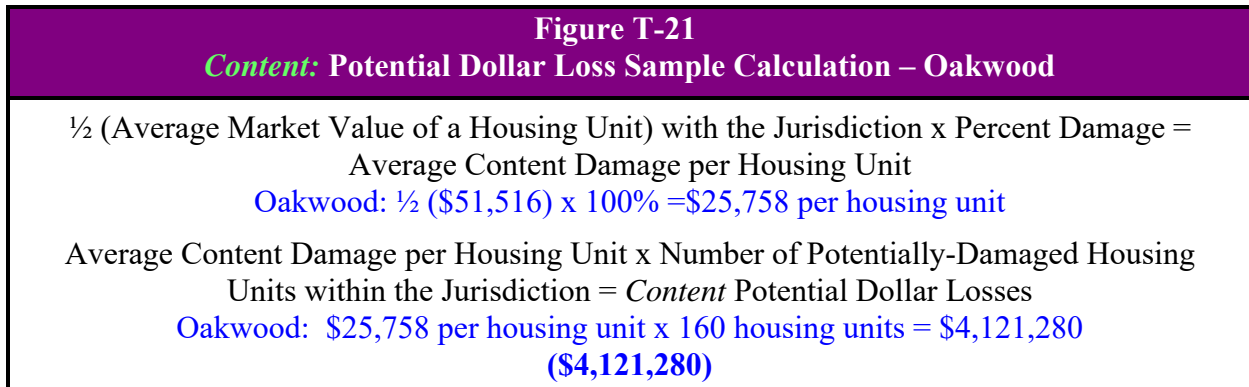 Figure T-21
Content: Potential Dollar Loss Sample Calculation – Oakwood
½ (Average Market Value of a Housing Unit) with the Jurisdiction x Percent Damage =
Average Content Damage per Housing Unit
Oakwood: ½ ($51,516) x 100% =$25,758 per housing unit
Average Content Damage per Housing Unit x Number of Potentially-Damaged Housing
Units within the Jurisdiction = Content Potential Dollar Losses
Oakwood:  $25,758 per housing unit x 160 housing units = $4,121,280
($4,121,280)